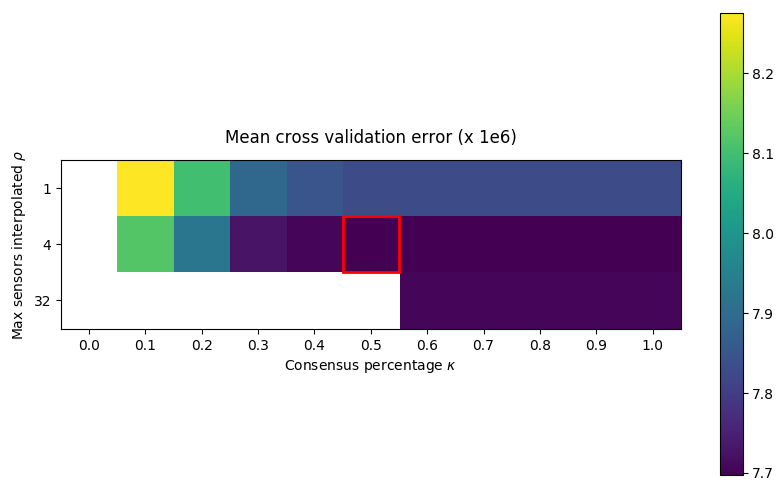 Mean cross validation error (x 1e6)
Max sensors interpolated ρ
1
4
32
0.0 0.1 0.2 0.3 0.4 0.5 0.6 0.7 0.8 0.9 1.0
Consensus percentage κ
8.2
8.1
8.0
7.9
7.8
7.7